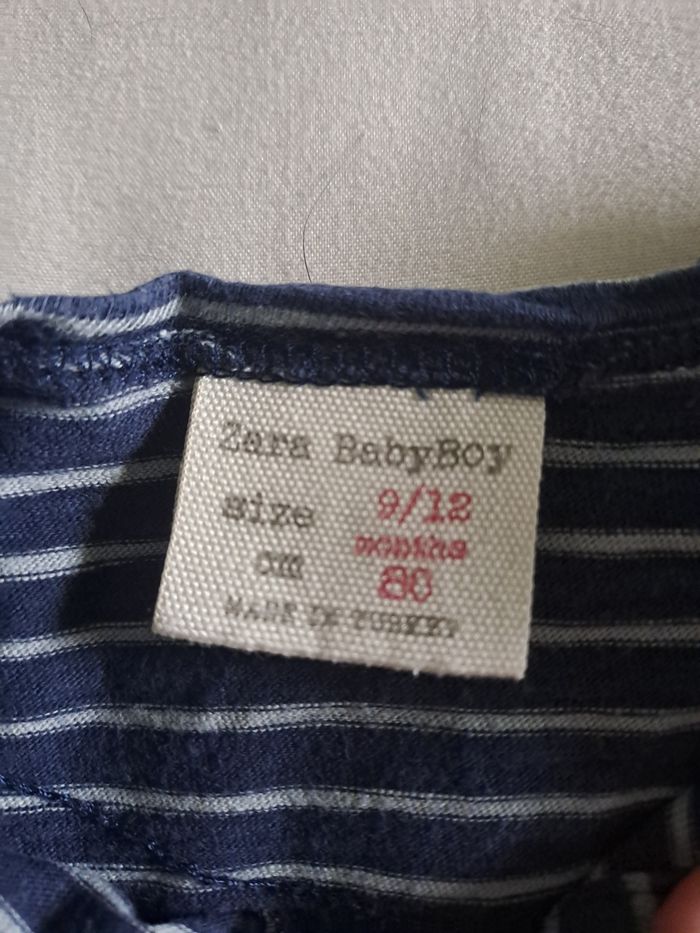 Zara BabyBoy
size 9/12
months
cm 80
MADE IN TURKEY